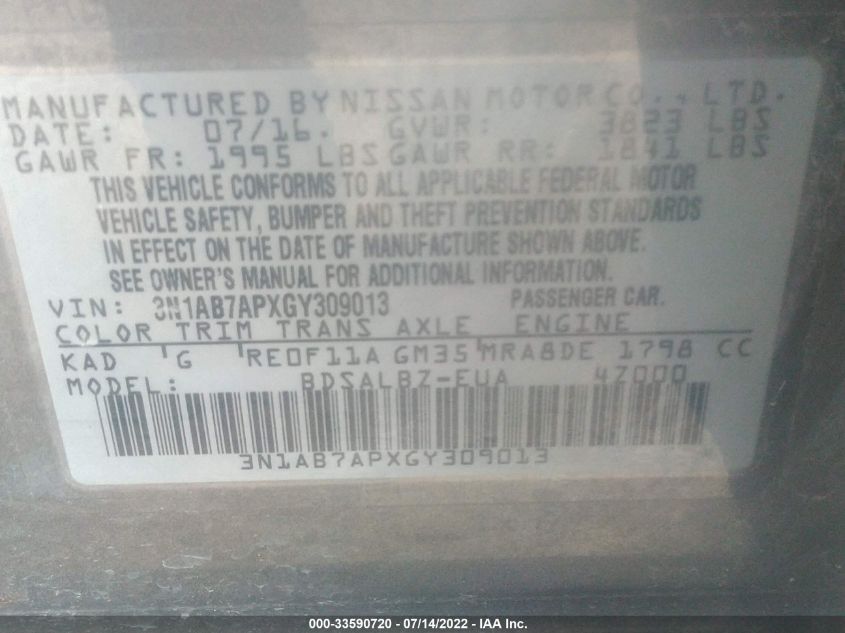 MANUFACTURED BY NISSAN MOTOR CO., LTD.
DATE: 07/16. GVWR: 3823 LBS
GAWR FR: 1995 LBS GAWR RR: 1841 LBS
THIS VEHICLE CONFORMS TO ALL APPLICABLE FEDERAL MOTOR
VEHICLE SAFETY, BUMPER AND THEFT PREVENTION STANDARDS
IN EFFECT ON THE DATE OF MANUFACTURE SHOWN ABOVE.
SEE OWNER'S MANUAL FOR ADDITIONAL INFORMATION.
VIN: 3N1AB7APXGY309013 PASSENGER CAR.
COLOR TRIM TRANS AXLE ENGINE
KAD G RE0F11A GM35 MRA8DE 1798 CC
MODEL: BDSALBZ-EUA 4Z000
3N1AB7APXGY309013
000-33590720 - 07/14/2022 - IAA Inc.